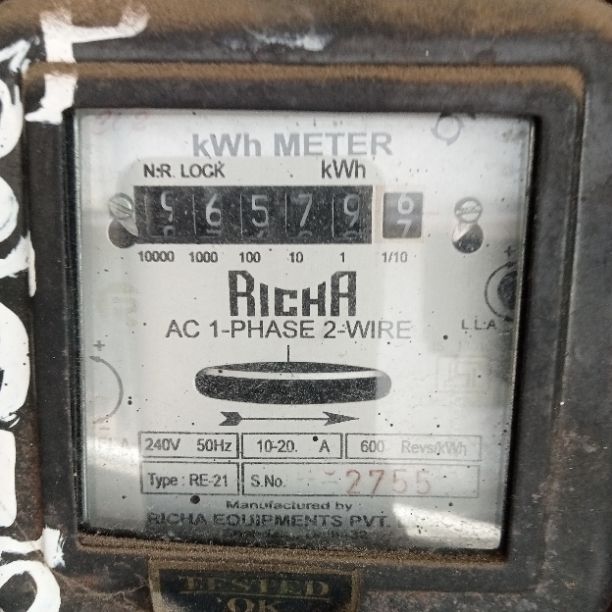 kWh METER
N.R. LOCK kWh
5 6 5 7 9 6
7
10000 1000 100 10 1 1/10
RICHA
AC 1-PHASE 2-WIRE
L.L.A
240V 50Hz 10-20. A 600 Revs/kWh
Type : RE-21 S.No. 2755
Manufactured by
RICHA EQUIPMENTS PVT.
TESTED
OK